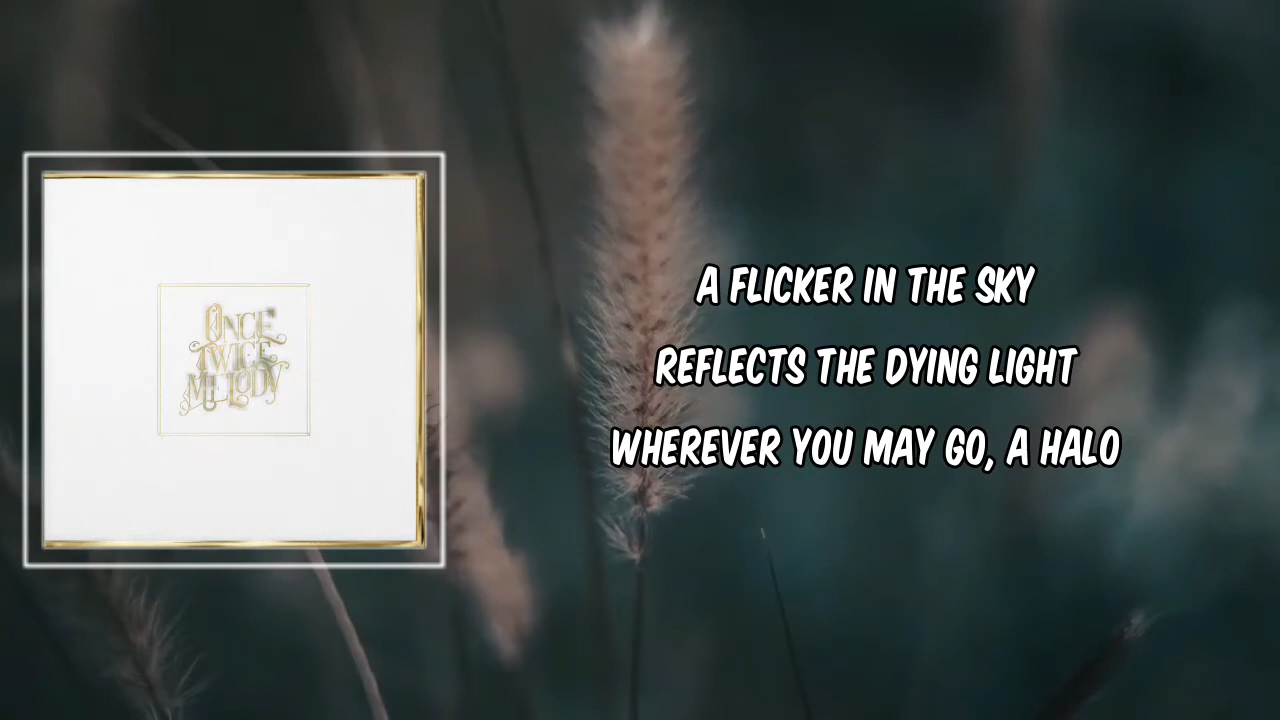 ONCE
TWICE
MELODY
A FLICKER IN THE SKY
REFLECTS THE DYING LIGHT
WHEREVER YOU MAY GO, A HALO